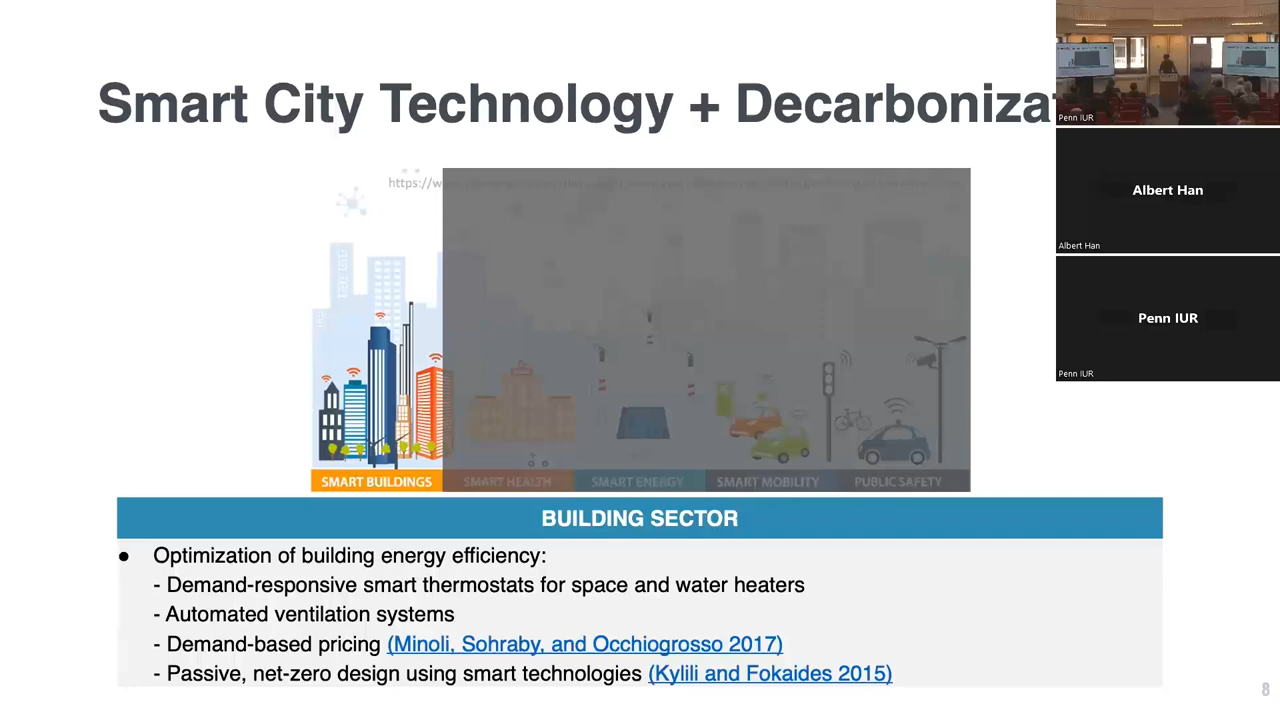 Smart City Technology + Decarboniza
https://w
SMART BUILDINGS
SMART HEALTH
SMART ENERGY
SMART MOBILITY
PUBLIC SAFETY
BUILDING SECTOR
● Optimization of building energy efficiency:
- Demand-responsive smart thermostats for space and water heaters
- Automated ventilation systems
- Demand-based pricing (Minoli, Sohraby, and Occhiogrosso 2017)
- Passive, net-zero design using smart technologies (Kylili and Fokaides 2015)
8
Penn IUR
Albert Han
Albert Han
Penn IUR
Penn IUR